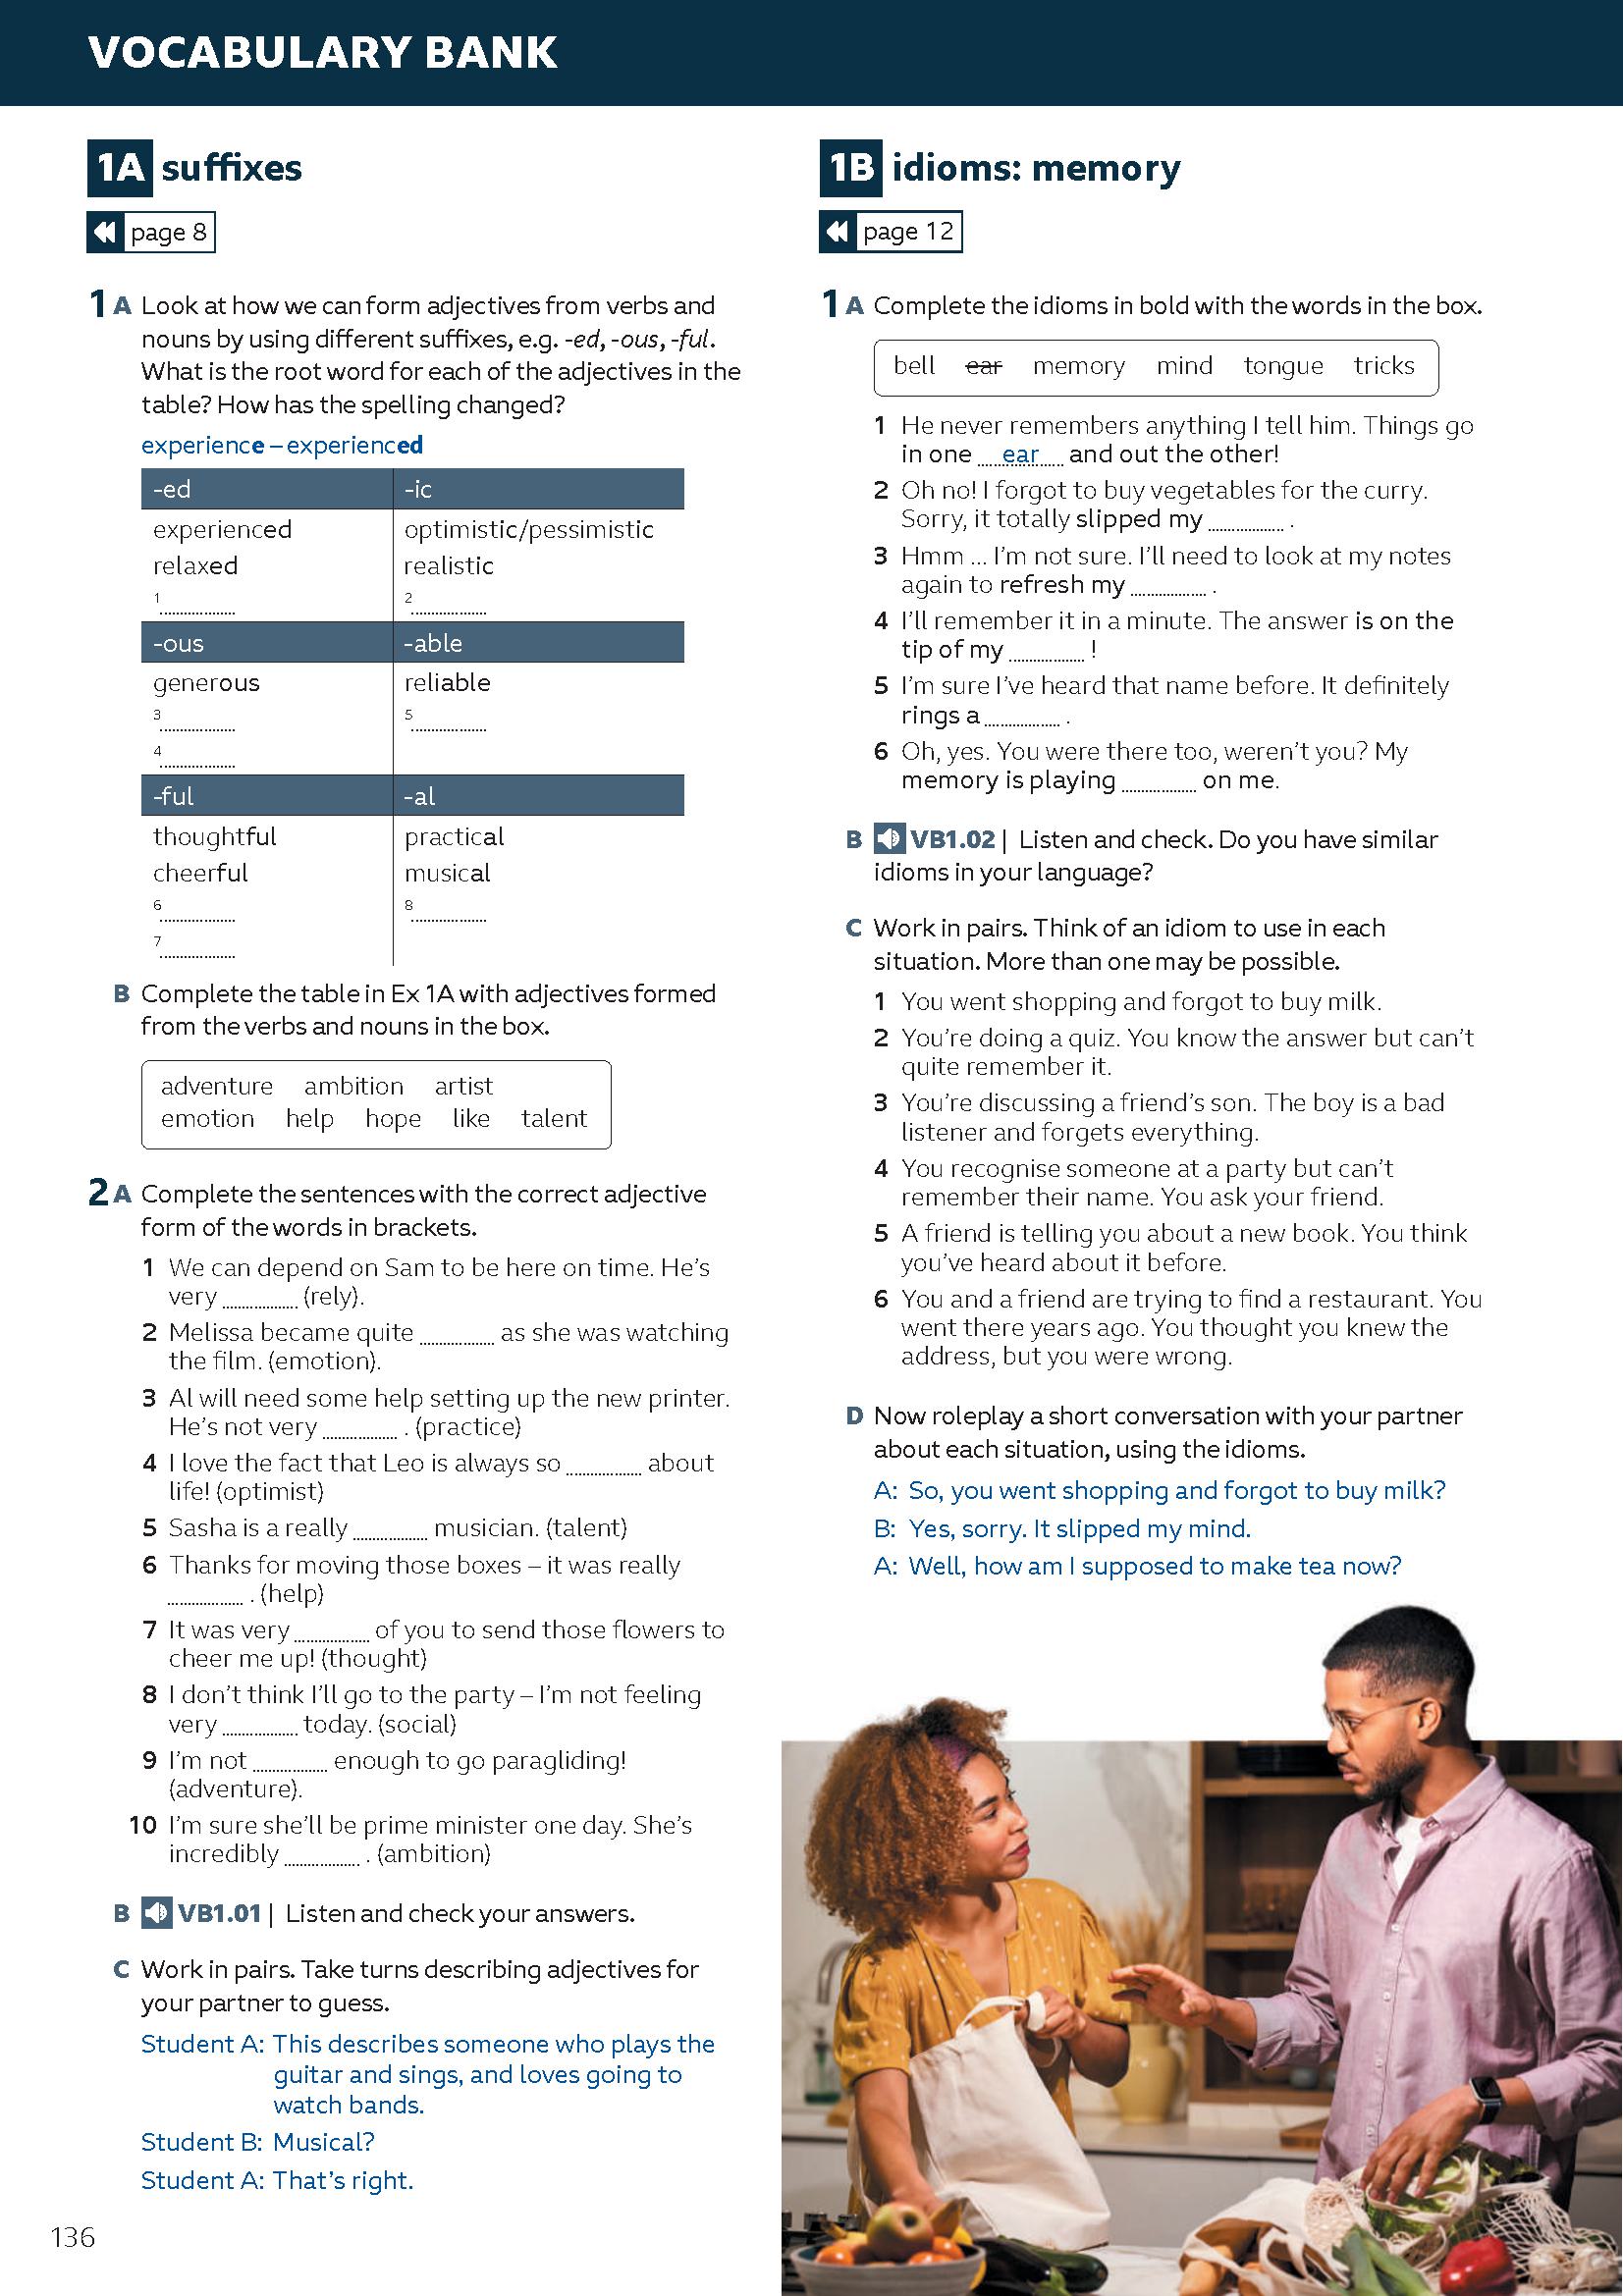 VOCABULARY BANK
1A suffixes
page 8
1 A Look at how we can form adjectives from verbs and
nouns by using different suffixes, e.g. -ed, -ous, -ful.
What is the root word for each of the adjectives in the
table? How has the spelling changed?
experience – experienced
-ed -ic
experienced optimistic/pessimistic
relaxed realistic
1 2
-ous -able
generous reliable
3 5
4
-ful -al
thoughtful practical
cheerful musical
6 8
7
B Complete the table in Ex 1A with adjectives formed
from the verbs and nouns in the box.
adventure ambition artist
emotion help hope like talent
2 A Complete the sentences with the correct adjective
form of the words in brackets.
1 We can depend on Sam to be here on time. He's
very ............ (rely).
2 Melissa became quite ............ as she was watching
the film. (emotion).
3 Al will need some help setting up the new printer.
He's not very ............ . (practice)
4 I love the fact that Leo is always so ............ about
life! (optimist)
5 Sasha is a really ............ musician. (talent)
6 Thanks for moving those boxes – it was really
............ . (help)
7 It was very ............ of you to send those flowers to
cheer me up! (thought)
8 I don't think I'll go to the party – I'm not feeling
very ............ today. (social)
9 I'm not ............ enough to go paragliding!
(adventure).
10 I'm sure she'll be prime minister one day. She's
incredibly ............ . (ambition)
B VB1.01 | Listen and check your answers.
C Work in pairs. Take turns describing adjectives for
your partner to guess.
Student A: This describes someone who plays the
guitar and sings, and loves going to
watch bands.
Student B: Musical?
Student A: That's right.
136
1B idioms: memory
page 12
1 A Complete the idioms in bold with the words in the box.
bell ear memory mind tongue tricks
1 He never remembers anything I tell him. Things go
in one ear and out the other!
2 Oh no! I forgot to buy vegetables for the curry.
Sorry, it totally slipped my ............ .
3 Hmm ... I'm not sure. I'll need to look at my notes
again to refresh my ............ .
4 I'll remember it in a minute. The answer is on the
tip of my ............ !
5 I'm sure I've heard that name before. It definitely
rings a ............ .
6 Oh, yes. You were there too, weren't you? My
memory is playing ............ on me.
B VB1.02 | Listen and check. Do you have similar
idioms in your language?
C Work in pairs. Think of an idiom to use in each
situation. More than one may be possible.
1 You went shopping and forgot to buy milk.
2 You're doing a quiz. You know the answer but can't
quite remember it.
3 You're discussing a friend's son. The boy is a bad
listener and forgets everything.
4 You recognise someone at a party but can't
remember their name. You ask your friend.
5 A friend is telling you about a new book. You think
you've heard about it before.
6 You and a friend are trying to find a restaurant. You
went there years ago. You thought you knew the
address, but you were wrong.
D Now roleplay a short conversation with your partner
about each situation, using the idioms.
A: So, you went shopping and forgot to buy milk?
B: Yes, sorry. It slipped my mind.
A: Well, how am I supposed to make tea now?